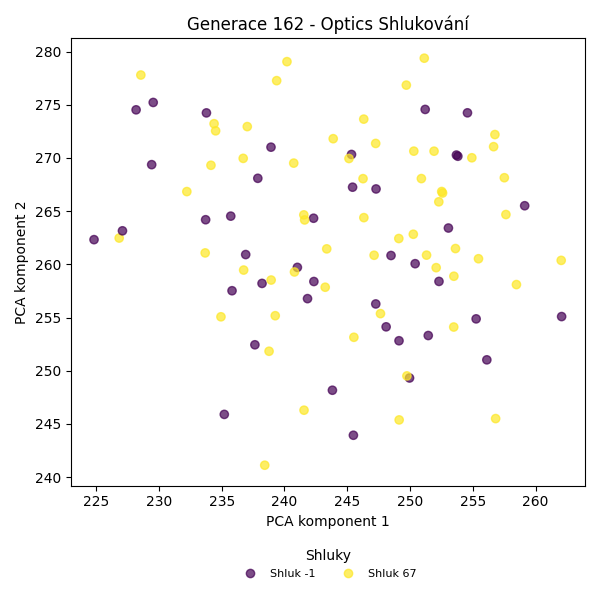 Generace 162 - Optics Shlukování
280
275
270
265
260
255
250
245
240
PCA komponent 2
225 230 235 240 245 250 255 260
PCA komponent 1
Shluky
Shluk -1 Shluk 67